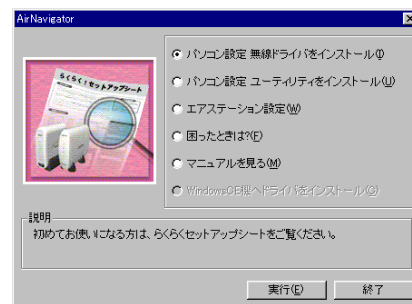 AirNavigator
らくらく!セットアップシート
パソコン設定 無線ドライバをインストール(I)
パソコン設定 ユーティリティをインストール(U)
エアステーション設定(W)
困ったときは?(F)
マニュアルを見る(M)
WindowsCE機へドライバをインストール(C)
説明
初めてお使いになる方は、らくらくセットアップシートをご覧ください。
実行(E)
終了